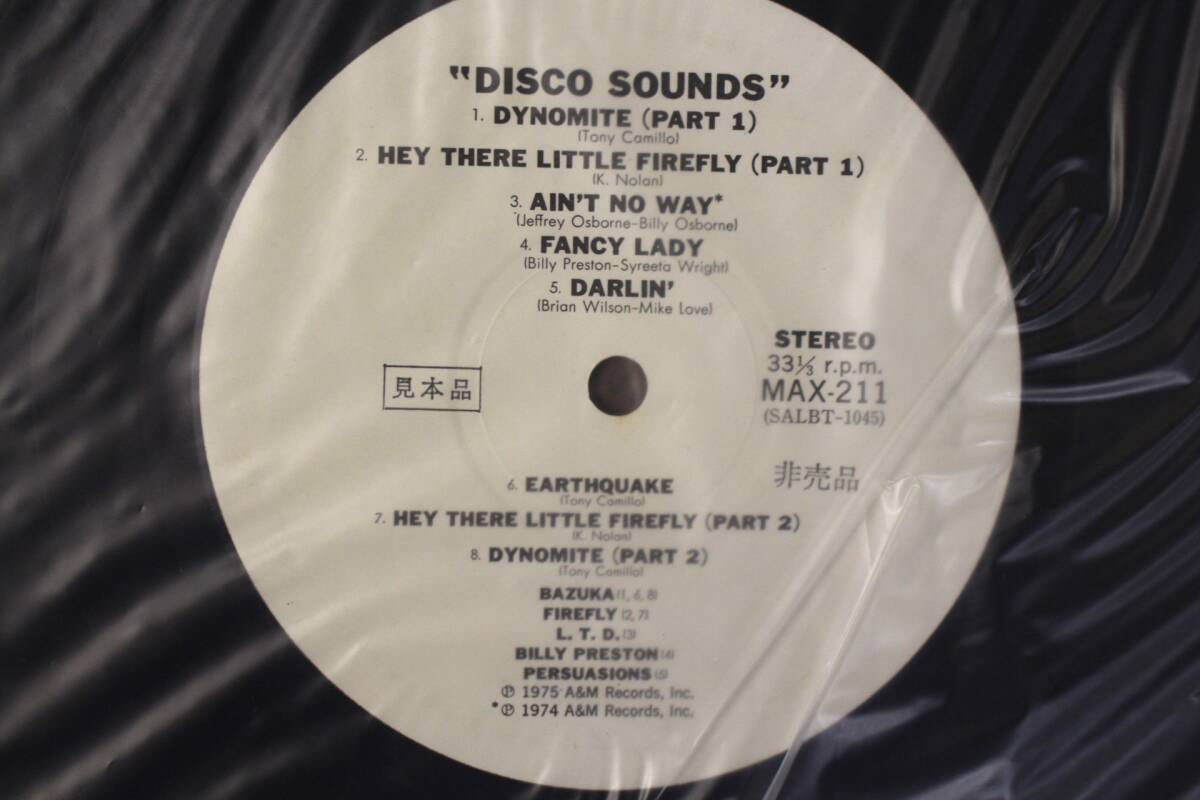 "DISCO SOUNDS"
1. DYNOMITE (PART 1)
(Tony Camillo)
2. HEY THERE LITTLE FIREFLY (PART 1)
(K. Nolan)
3. AIN'T NO WAY*
(Jeffrey Osborne-Billy Osborne)
4. FANCY LADY
(Billy Preston-Syreeta Wright)
5. DARLIN'
(Brian Wilson-Mike Love)
見本品
STEREO
33⅓ r.p.m.
MAX-211
(SALBT-1045)
非売品
6. EARTHQUAKE
(Tony Camillo)
7. HEY THERE LITTLE FIREFLY (PART 2)
(K. Nolan)
8. DYNOMITE (PART 2)
(Tony Camillo)
BAZUKA (1, 6, 8)
FIREFLY (2, 7)
L. T. D. (3)
BILLY PRESTON (4)
PERSUASIONS (5)
℗ 1975 A&M Records, Inc.
*℗ 1974 A&M Records, Inc.